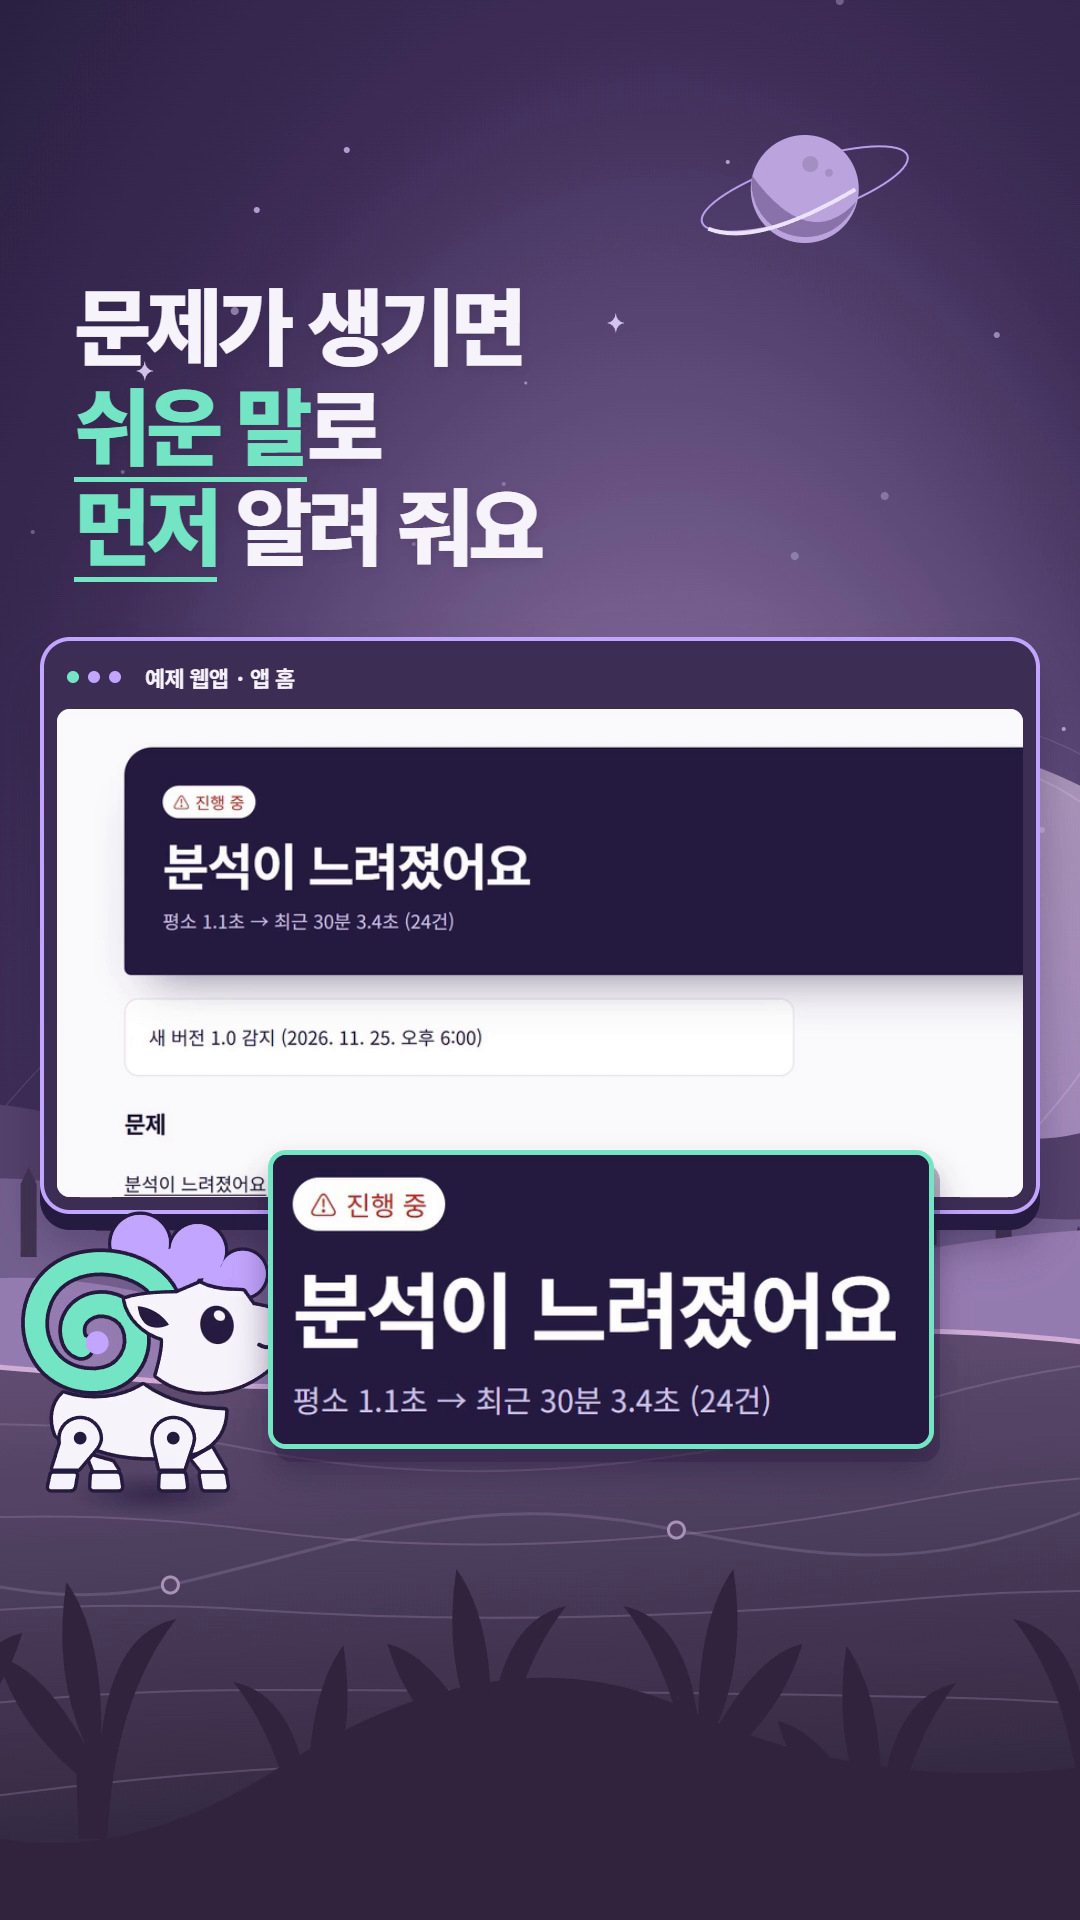 문제가 생기면
쉬운 말로
먼저 알려 줘요
예제 웹앱 · 앱 홈
진행 중
분석이 느려졌어요
평소 1.1초 → 최근 30분 3.4초 (24건)
새 버전 1.0 감지 (2026. 11. 25. 오후 6:00)
문제
분석이 느려졌어요
진행 중
분석이 느려졌어요
평소 1.1초 → 최근 30분 3.4초 (24건)